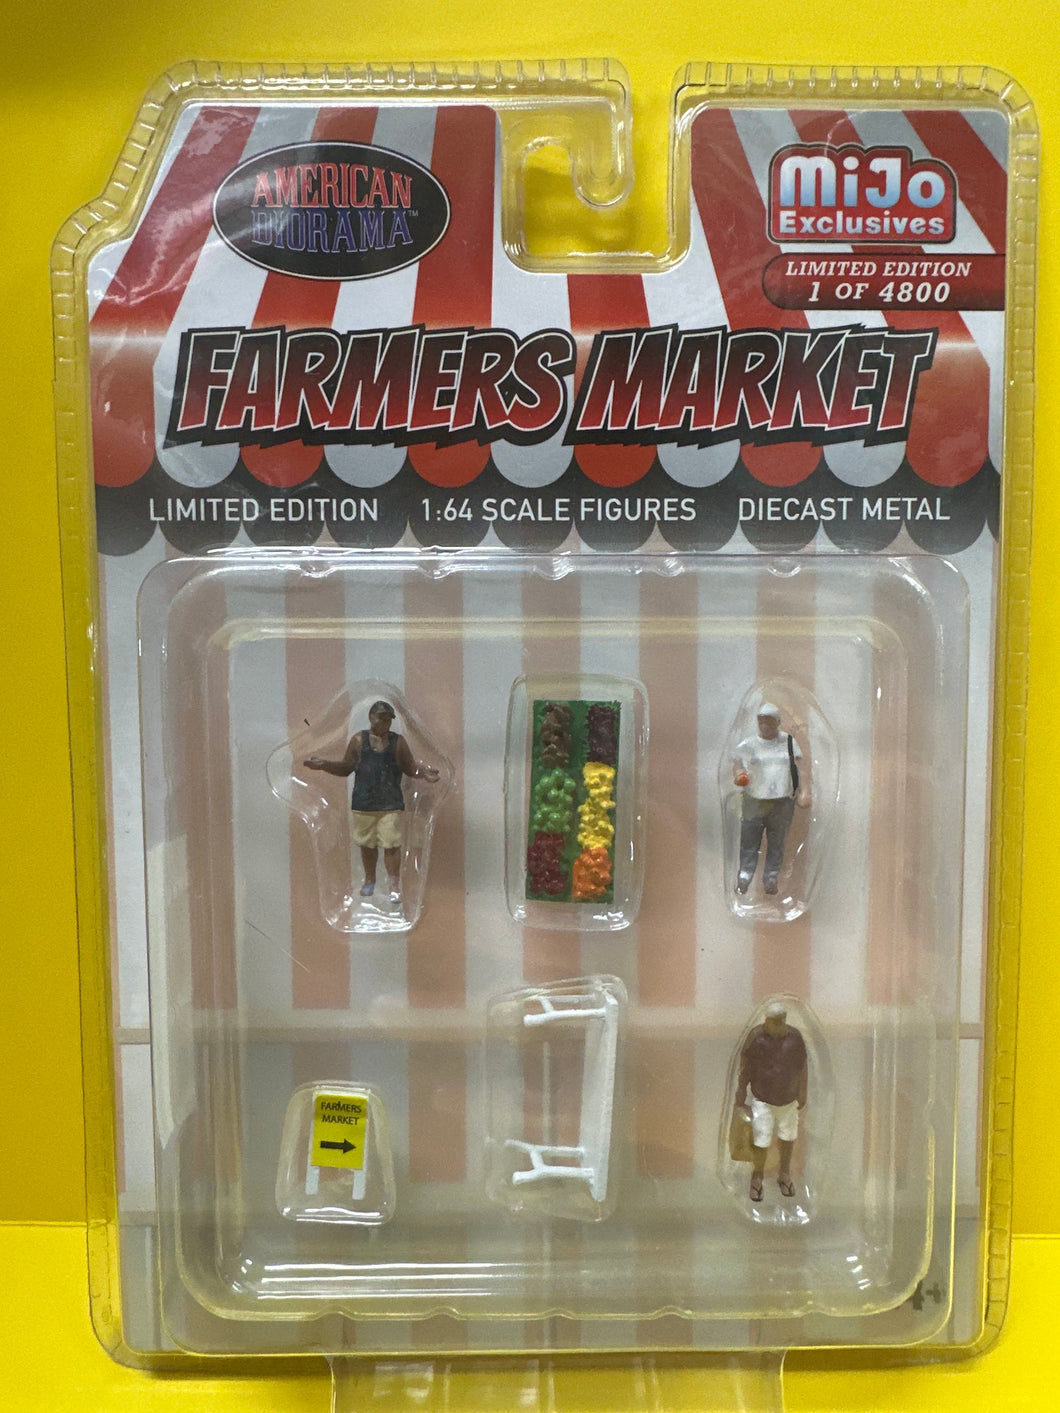 AMERICAN
DIORAMA™
MiJo
Exclusives
LIMITED EDITION
1 OF 4800
FARMERS MARKET
LIMITED EDITION 1:64 SCALE FIGURES DIECAST METAL
FARMERS
MARKET